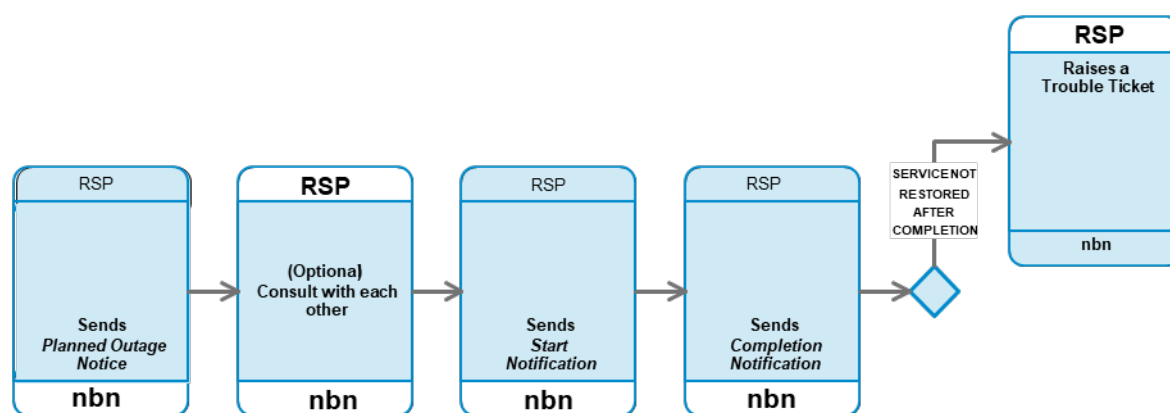 RSP
Sends
Planned Outage
Notice
nbn
RSP
(Optional)
Consult with each
other
nbn
RSP
Sends
Start
Notification
nbn
RSP
Sends
Completion
Notification
nbn
SERVICE NOT
RESTORED
AFTER
COMPLETION
RSP
Raises a
Trouble Ticket
nbn